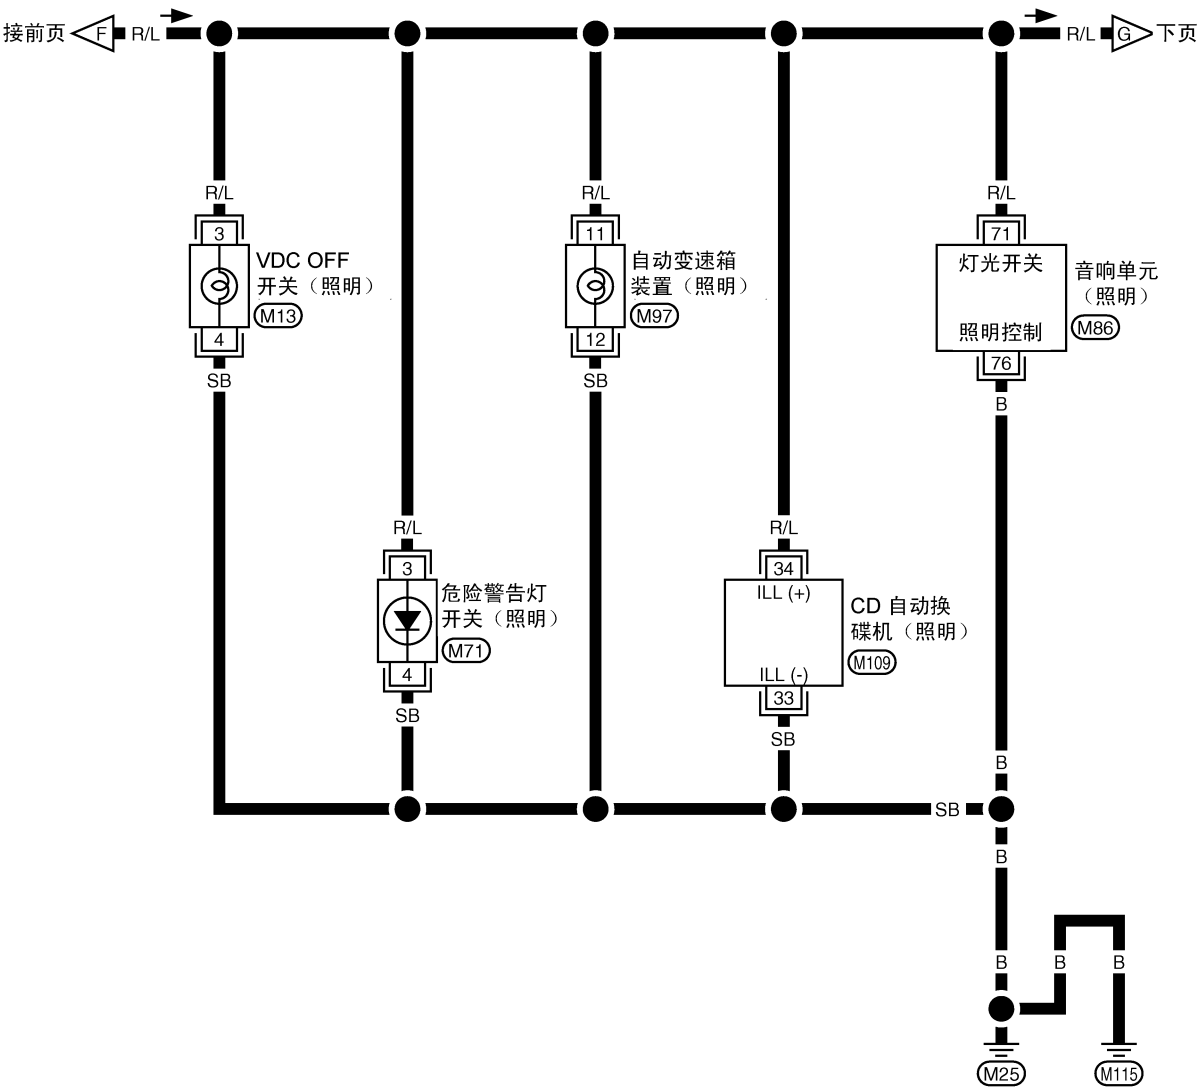 接前页 F R/L R/L G 下页
R/L R/L R/L
3 11 71
VDC OFF
开关（照明）
M13
自动变速箱
装置（照明）
M97
灯光开关
照明控制
音响单元
（照明）
M86
4 12 76
SB SB B
R/L R/L
3 34
危险警告灯
开关（照明）
M71
ILL (+)
ILL (-)
CD 自动换
碟机（照明）
M109
4 33
SB SB
B
SB
B
B B B
M25 M115